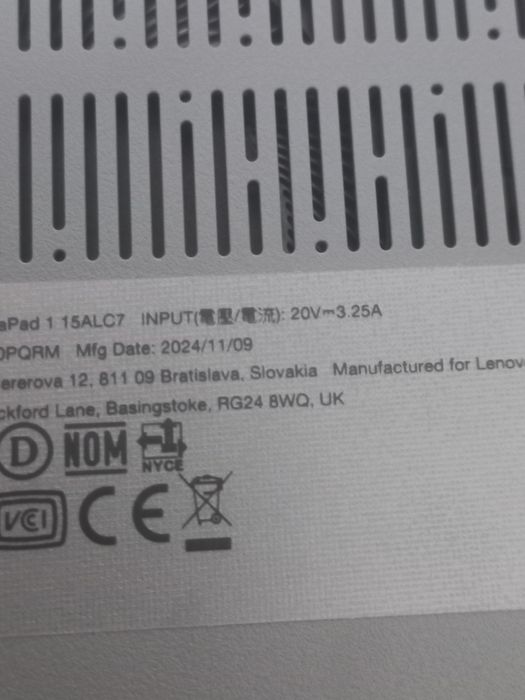 aPad 1 15ALC7 INPUT(電壓/電流): 20V⎓3.25A
PQRM Mfg Date: 2024/11/09
ererova 12, 811 09 Bratislava, Slovakia Manufactured for Lenov
ckford Lane, Basingstoke, RG24 8WQ, UK
D NOM NYCE
VCI CE